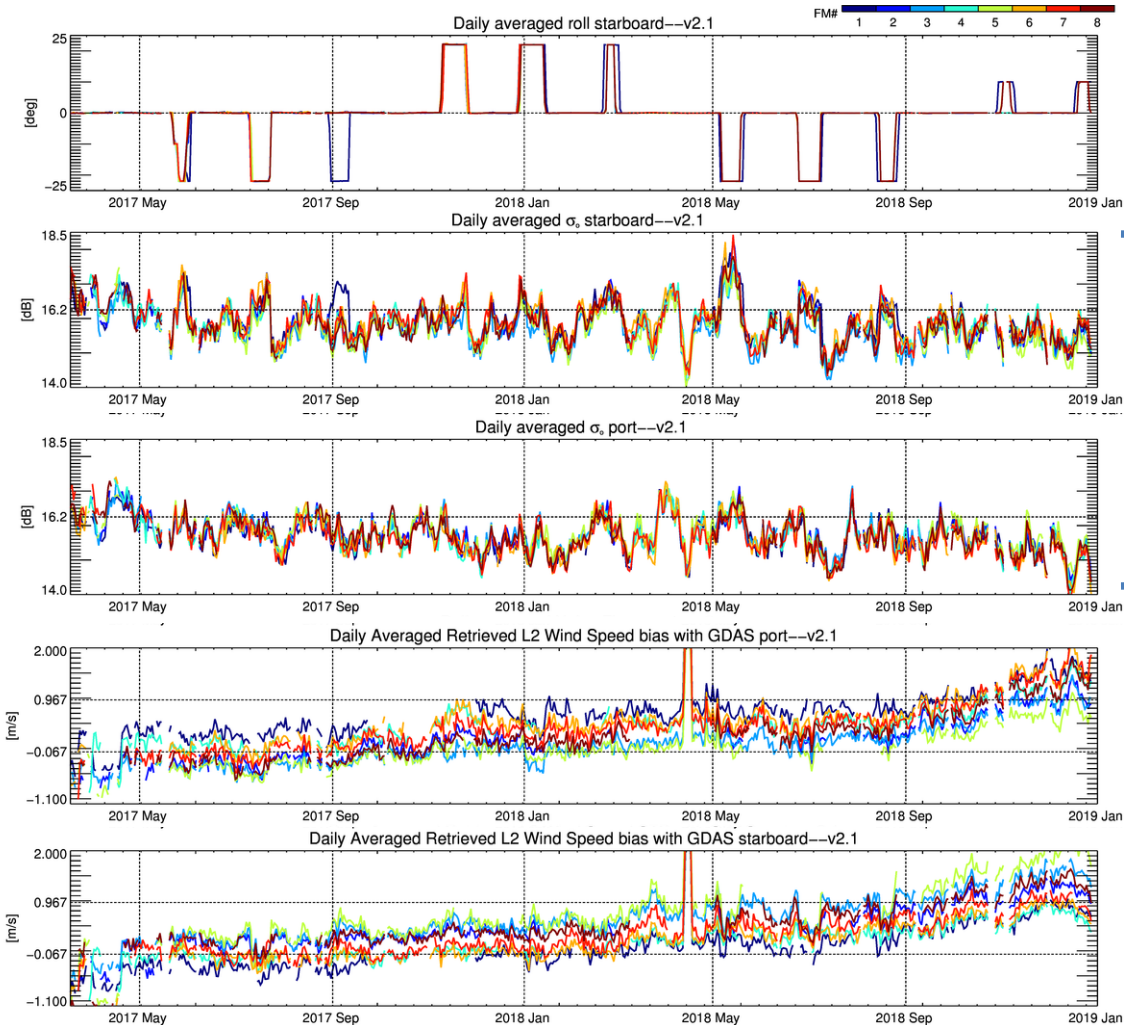 FM#
1 2 3 4 5 6 7 8
Daily averaged roll starboard--v2.1
25
[deg]
0
-25
2017 May 2017 Sep 2018 Jan 2018 May 2018 Sep 2019 Jan
Daily averaged σₒ starboard--v2.1
18.5
[dB]
16.2
14.0
2017 May 2017 Sep 2018 Jan 2018 May 2018 Sep 2019 Jan
Daily averaged σₒ port--v2.1
18.5
[dB]
16.2
14.0
2017 May 2017 Sep 2018 Jan 2018 May 2018 Sep 2019 Jan
Daily Averaged Retrieved L2 Wind Speed bias with GDAS port--v2.1
2.000
0.967
[m/s]
-0.067
-1.100
2017 May 2017 Sep 2018 Jan 2018 May 2018 Sep 2019 Jan
Daily Averaged Retrieved L2 Wind Speed bias with GDAS starboard--v2.1
2.000
0.967
[m/s]
-0.067
-1.100
2017 May 2017 Sep 2018 Jan 2018 May 2018 Sep 2019 Jan